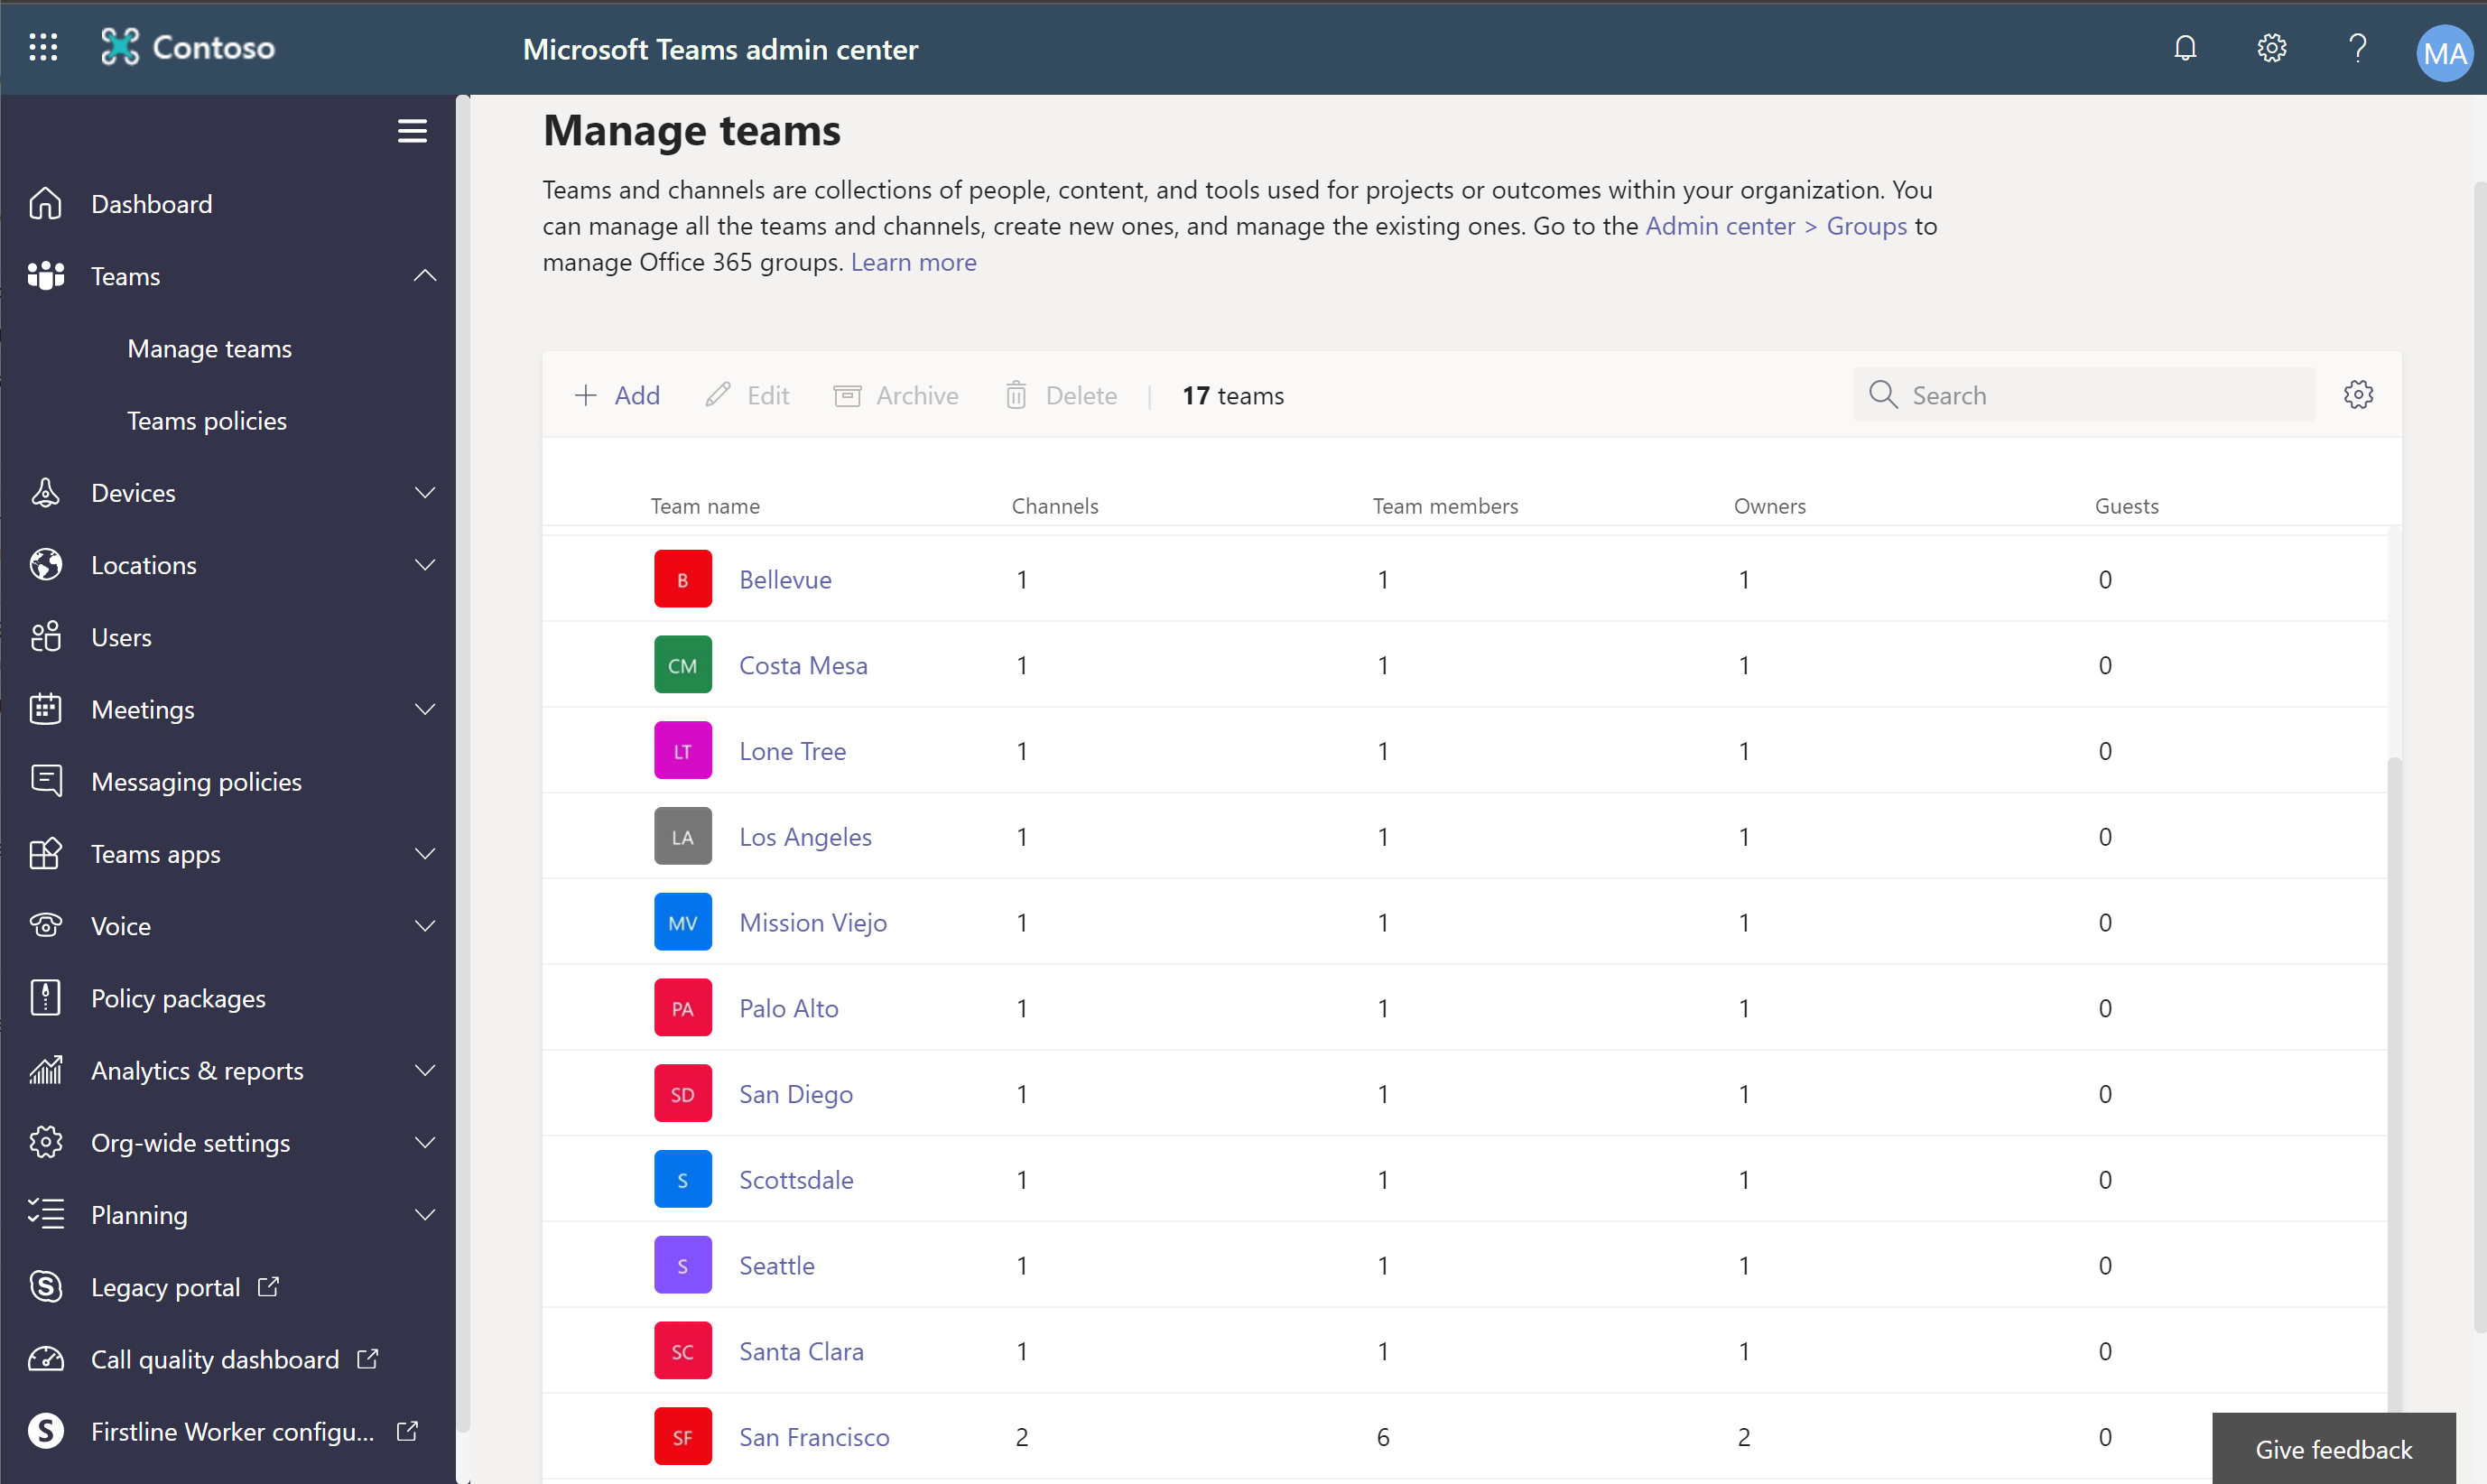 Contoso
Microsoft Teams admin center
MA
Dashboard
Teams
Manage teams
Teams policies
Devices
Locations
Users
Meetings
Messaging policies
Teams apps
Voice
Policy packages
Analytics & reports
Org-wide settings
Planning
Legacy portal
Call quality dashboard
Firstline Worker configu...
Manage teams
Teams and channels are collections of people, content, and tools used for projects or outcomes within your organization. You
can manage all the teams and channels, create new ones, and manage the existing ones. Go to the Admin center > Groups to
manage Office 365 groups. Learn more
Add Edit Archive Delete | 17 teams Search
Team name Channels Team members Owners Guests
B Bellevue 1 1 1 0
CM Costa Mesa 1 1 1 0
LT Lone Tree 1 1 1 0
LA Los Angeles 1 1 1 0
MV Mission Viejo 1 1 1 0
PA Palo Alto 1 1 1 0
SD San Diego 1 1 1 0
S Scottsdale 1 1 1 0
S Seattle 1 1 1 0
SC Santa Clara 1 1 1 0
SF San Francisco 2 6 2 0
Give feedback